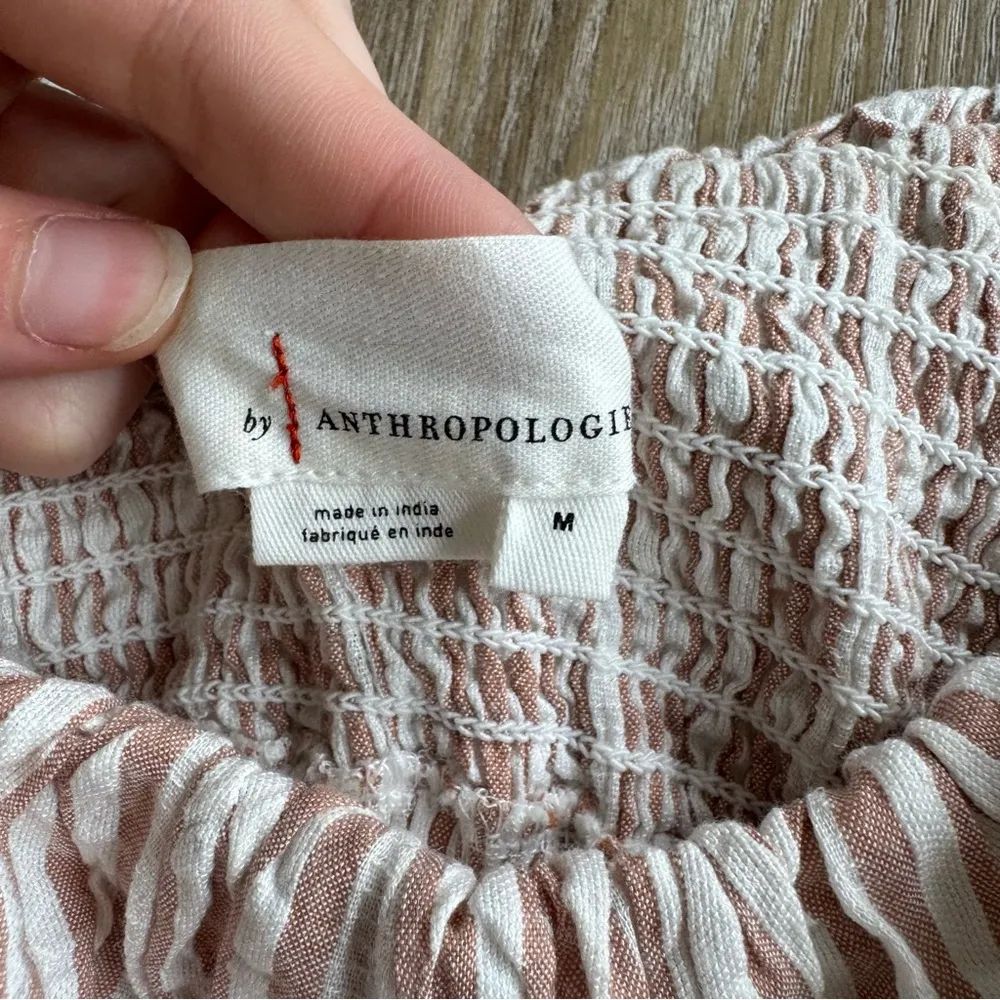 by ANTHROPOLOGIE
made in india
fabriqué en inde
M